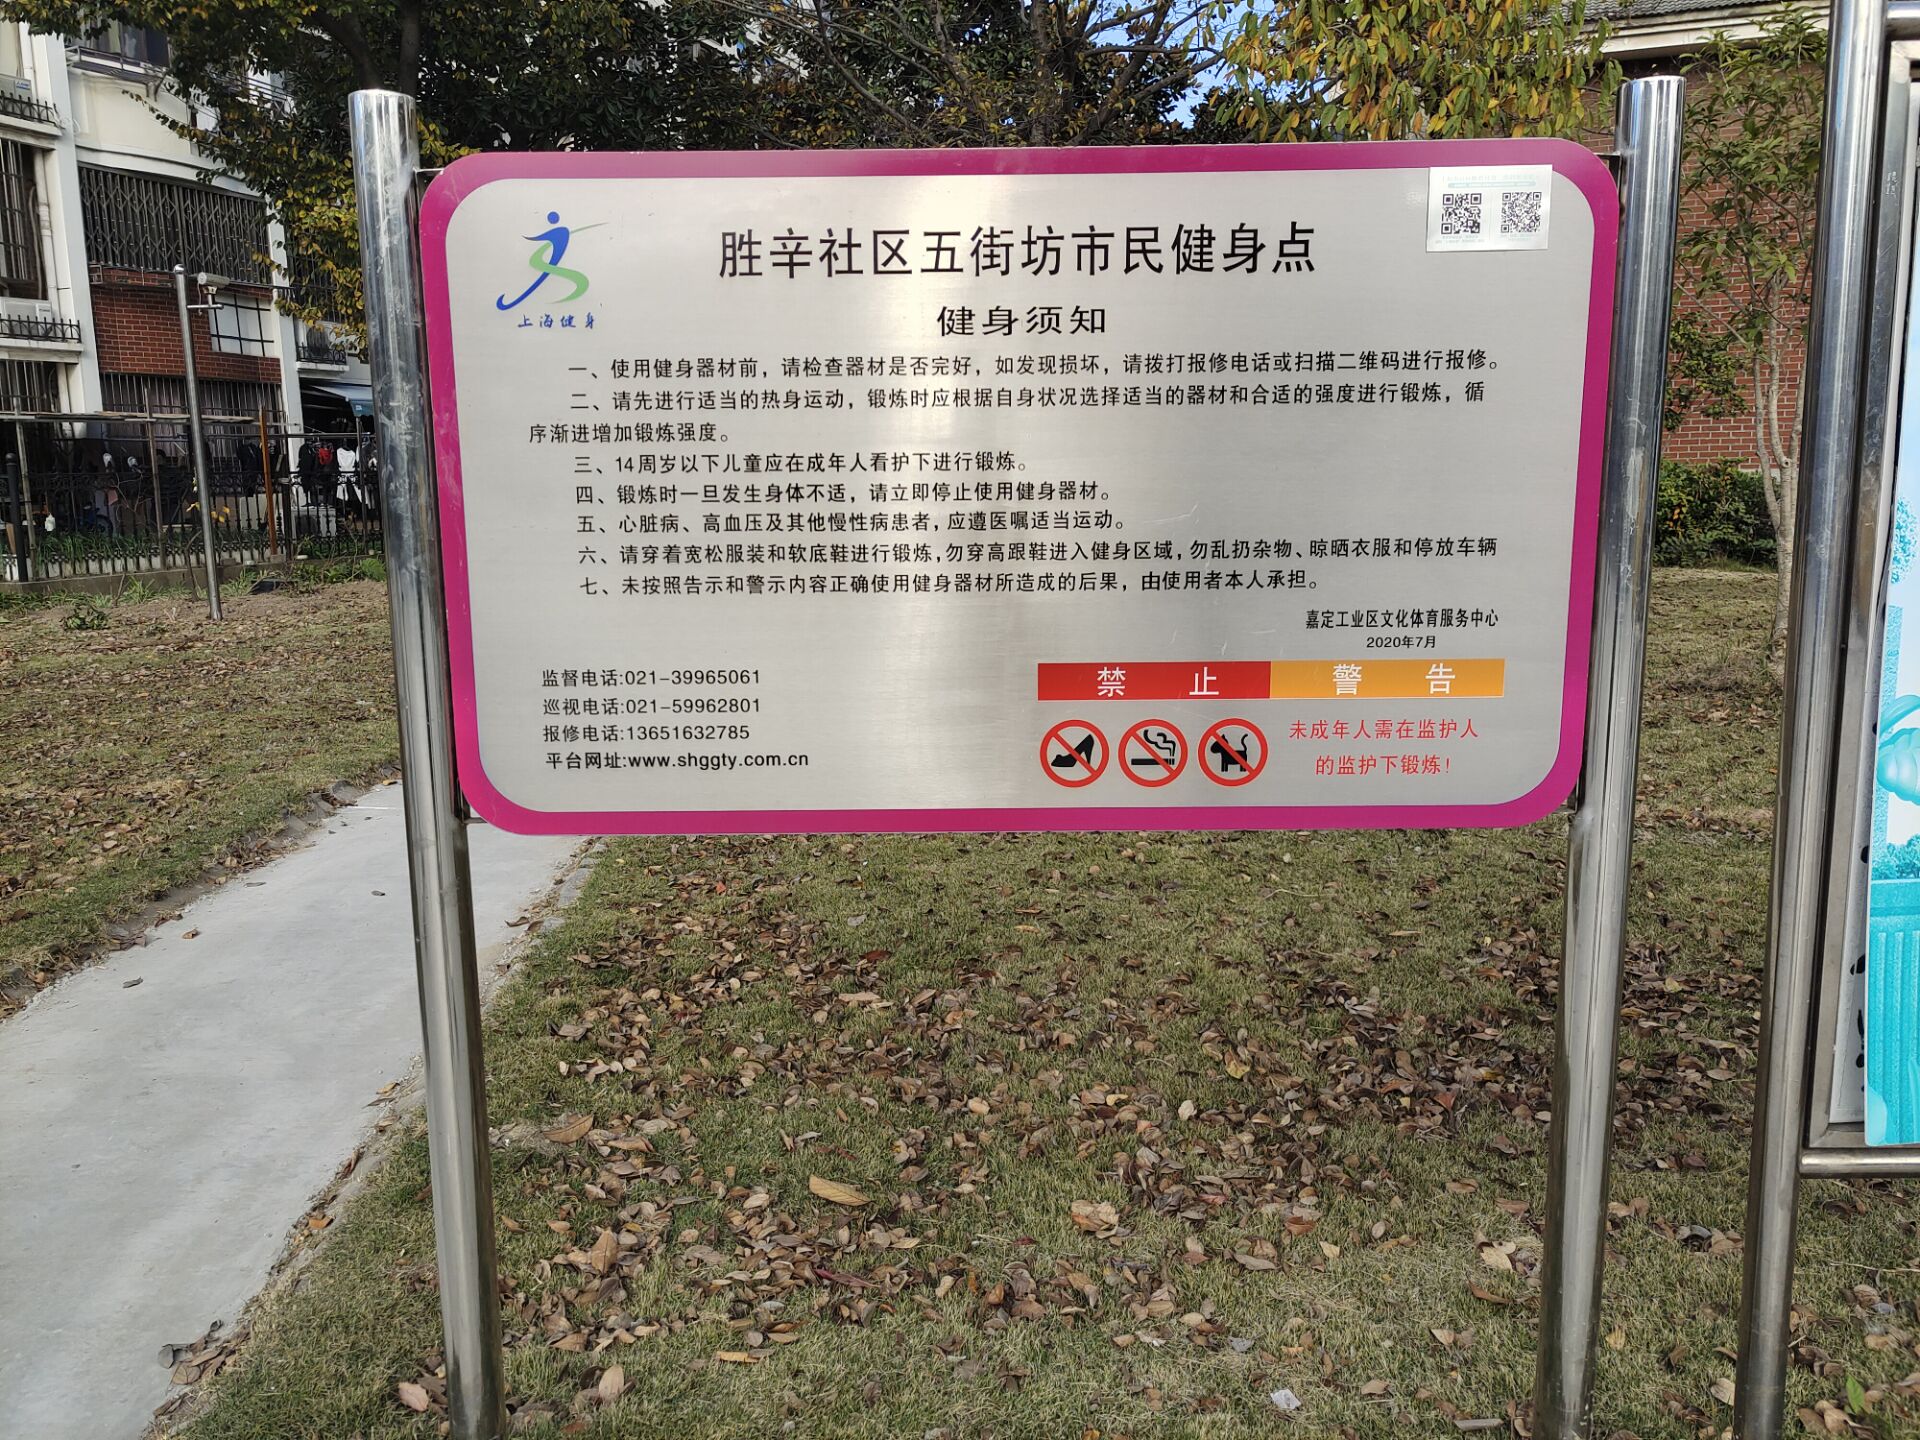 胜辛社区五街坊市民健身点
上海健身
健身须知
一、使用健身器材前，请检查器材是否完好，如发现损坏，请拨打报修电话或扫描二维码进行报修。
二、请先进行适当的热身运动，锻炼时应根据自身状况选择适当的器材和合适的强度进行锻炼，循
序渐进增加锻炼强度。
三、14周岁以下儿童应在成年人看护下进行锻炼。
四、锻炼时一旦发生身体不适，请立即停止使用健身器材。
五、心脏病、高血压及其他慢性病患者，应遵医嘱适当运动。
六、请穿着宽松服装和软底鞋进行锻炼，勿穿高跟鞋进入健身区域，勿乱扔杂物、晾晒衣服和停放车辆
七、未按照告示和警示内容正确使用健身器材所造成的后果，由使用者本人承担。
嘉定工业区文化体育服务中心
2020年7月
监督电话:021-39965061
巡视电话:021-59962801
报修电话:13651632785
平台网址:www.shggty.com.cn
禁止 警告
未成年人需在监护人
的监护下锻炼！